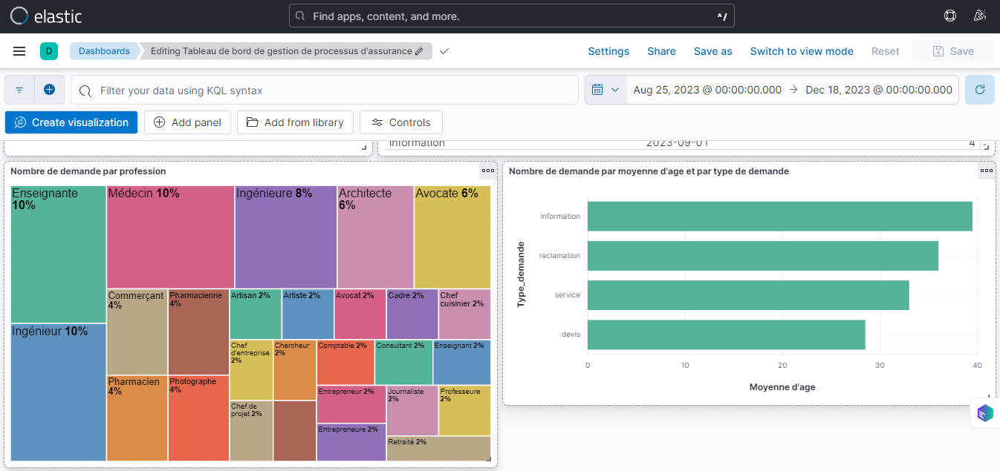 elastic
Find apps, content, and more.
^/
D
Dashboards
Editing Tableau de bord de gestion de processus d'assurance
Settings
Share
Save as
Switch to view mode
Reset
Save
Filter your data using KQL syntax
Aug 25, 2023 @ 00:00:00.000 → Dec 18, 2023 @ 00:00:00.000
Create visualization
Add panel
Add from library
Controls
information 2023-09-01 4
Nombre de demande par profession
Enseignante
10%
Médecin 10%
Ingénieure 8%
Architecte
6%
Avocate 6%
Ingénieur 10%
Commerçant
4%
Pharmacienne
4%
Artisan 2%
Artiste 2%
Avocat 2%
Cadre 2%
Chef
cuisinier 2%
Chef
d'entreprise
2%
Chercheur
2%
Comptable 2%
Consultant 2%
Enseignant 2%
Pharmacien
4%
Photographe
4%
Chef de
projet 2%
Entrepreneur 2%
Journaliste
2%
Professeure
2%
Entrepreneure 2%
Retraité 2%
Nombre de demande par moyenne d'age et par type de demande
Type_demande
information
reclamation
service
devis
0 10 20 30 40
Moyenne d'age